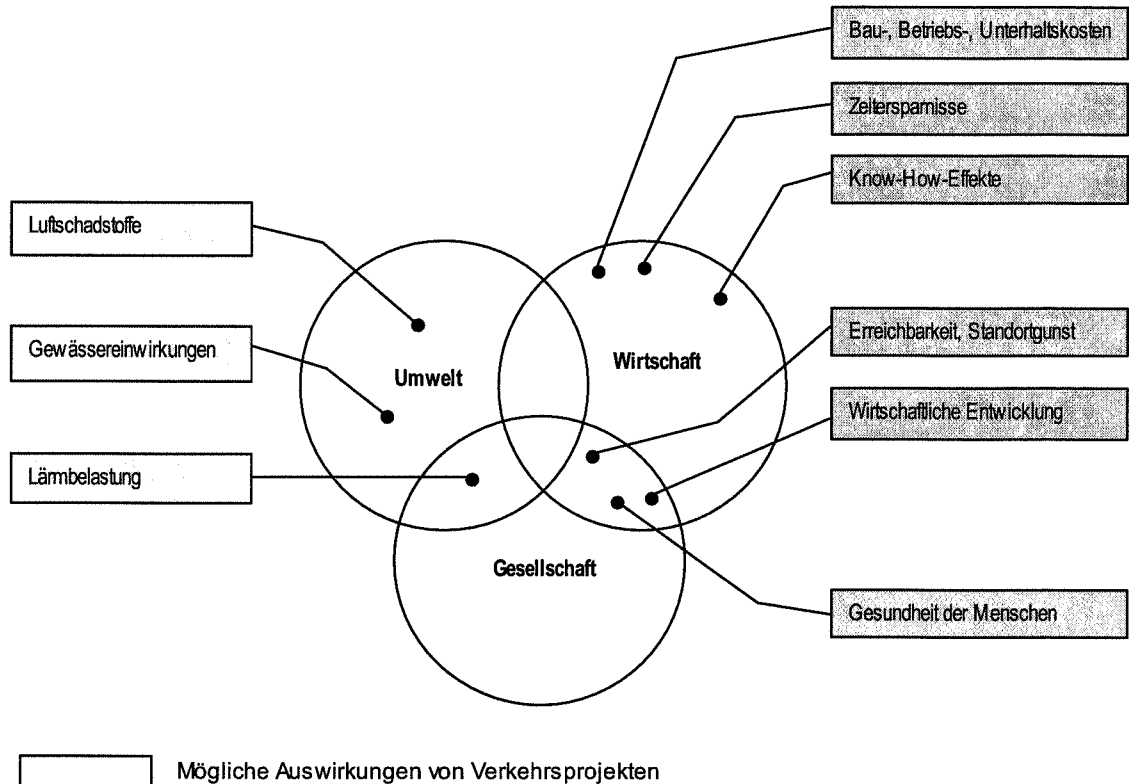 Bau-, Betriebs-, Unterhaltskosten
Zeitersparnisse
Know-How-Effekte
Luftschadstoffe
Erreichbarkeit, Standortgunst
Gewässereinwirkungen
Wirtschaft
Umwelt
Wirtschaftliche Entwicklung
Lärmbelastung
Gesellschaft
Gesundheit der Menschen
Mögliche Auswirkungen von Verkehrsprojekten